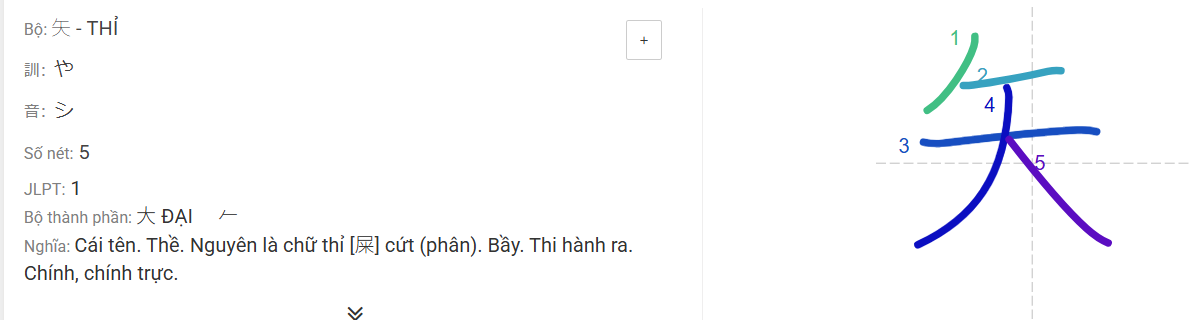 Bộ: 矢 - THỈ
+
訓: や
音: シ
Số nét: 5
JLPT: 1
Bộ thành phần: 大 ĐẠI 𠂉
Nghĩa: Cái tên. Thề. Nguyên là chữ thỉ [屎] cứt (phân). Bầy. Thi hành ra.
Chính, chính trực.
1
2
4
3
5
矢